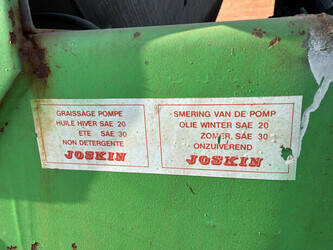 GRAISSAGE POMPE
HUILE HIVER SAE 20
ETE SAE 30
NON DETERGENTE
JOSKIN
SMERING VAN DE POMP
OLIE WINTER SAE 20
ZOMER SAE 30
ONZUIVEREND
JOSKIN